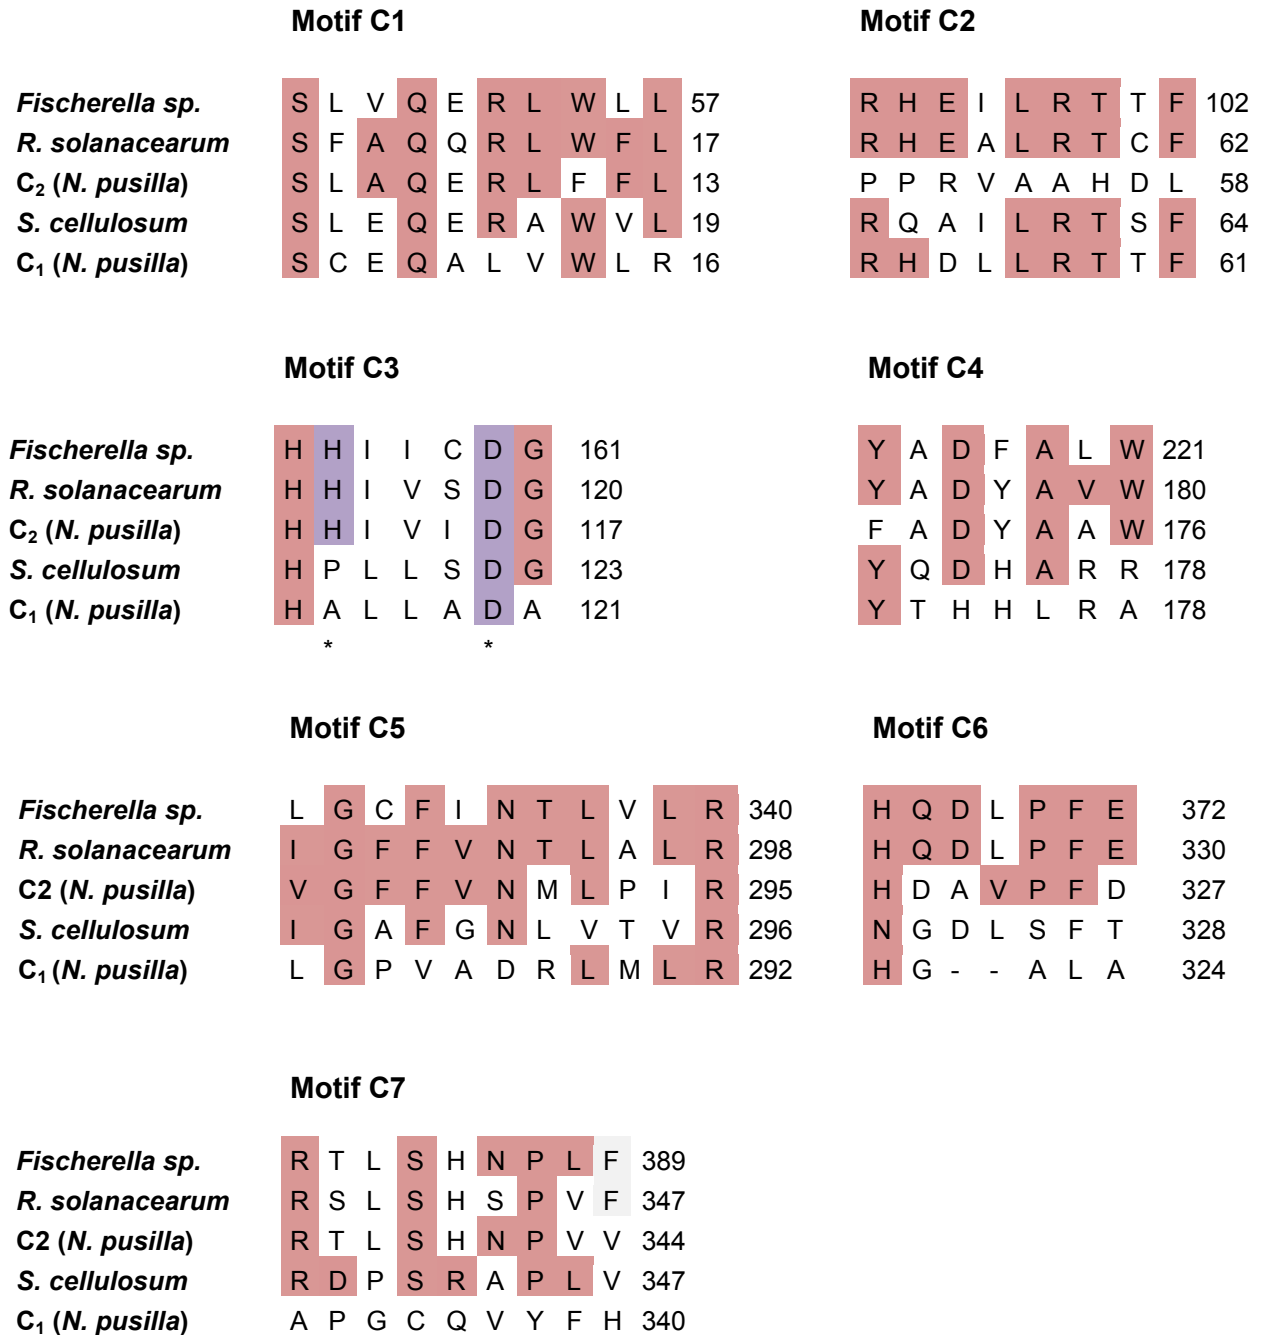 Motif C1 Motif C2
Fischerella sp. S L V Q E R L W L L 57 R H E I L R T T F 102
R. solanacearum S F A Q Q R L W F L 17 R H E A L R T C F 62
C₂ (N. pusilla) S L A Q E R L F F L 13 P P R V A A H D L 58
S. cellulosum S L E Q E R A W V L 19 R Q A I L R T S F 64
C₁ (N. pusilla) S C E Q A L V W L R 16 R H D L L R T T F 61
Motif C3 Motif C4
Fischerella sp. H H I I C D G 161 Y A D F A L W 221
R. solanacearum H H I V S D G 120 Y A D Y A V W 180
C₂ (N. pusilla) H H I V I D G 117 F A D Y A A W 176
S. cellulosum H P L L S D G 123 Y Q D H A R R 178
C₁ (N. pusilla) H A L L A D A 121 Y T H H L R A 178
* *
Motif C5 Motif C6
Fischerella sp. L G C F I N T L V L R 340 H Q D L P F E 372
R. solanacearum I G F F V N T L A L R 298 H Q D L P F E 330
C2 (N. pusilla) V G F F V N M L P I R 295 H D A V P F D 327
S. cellulosum I G A F G N L V T V R 296 N G D L S F T 328
C₁ (N. pusilla) L G P V A D R L M L R 292 H G - - A L A 324
Motif C7
Fischerella sp. R T L S H N P L F 389
R. solanacearum R S L S H S P V F 347
C2 (N. pusilla) R T L S H N P V V 344
S. cellulosum R D P S R A P L V 347
C₁ (N. pusilla) A P G C Q V Y F H 340